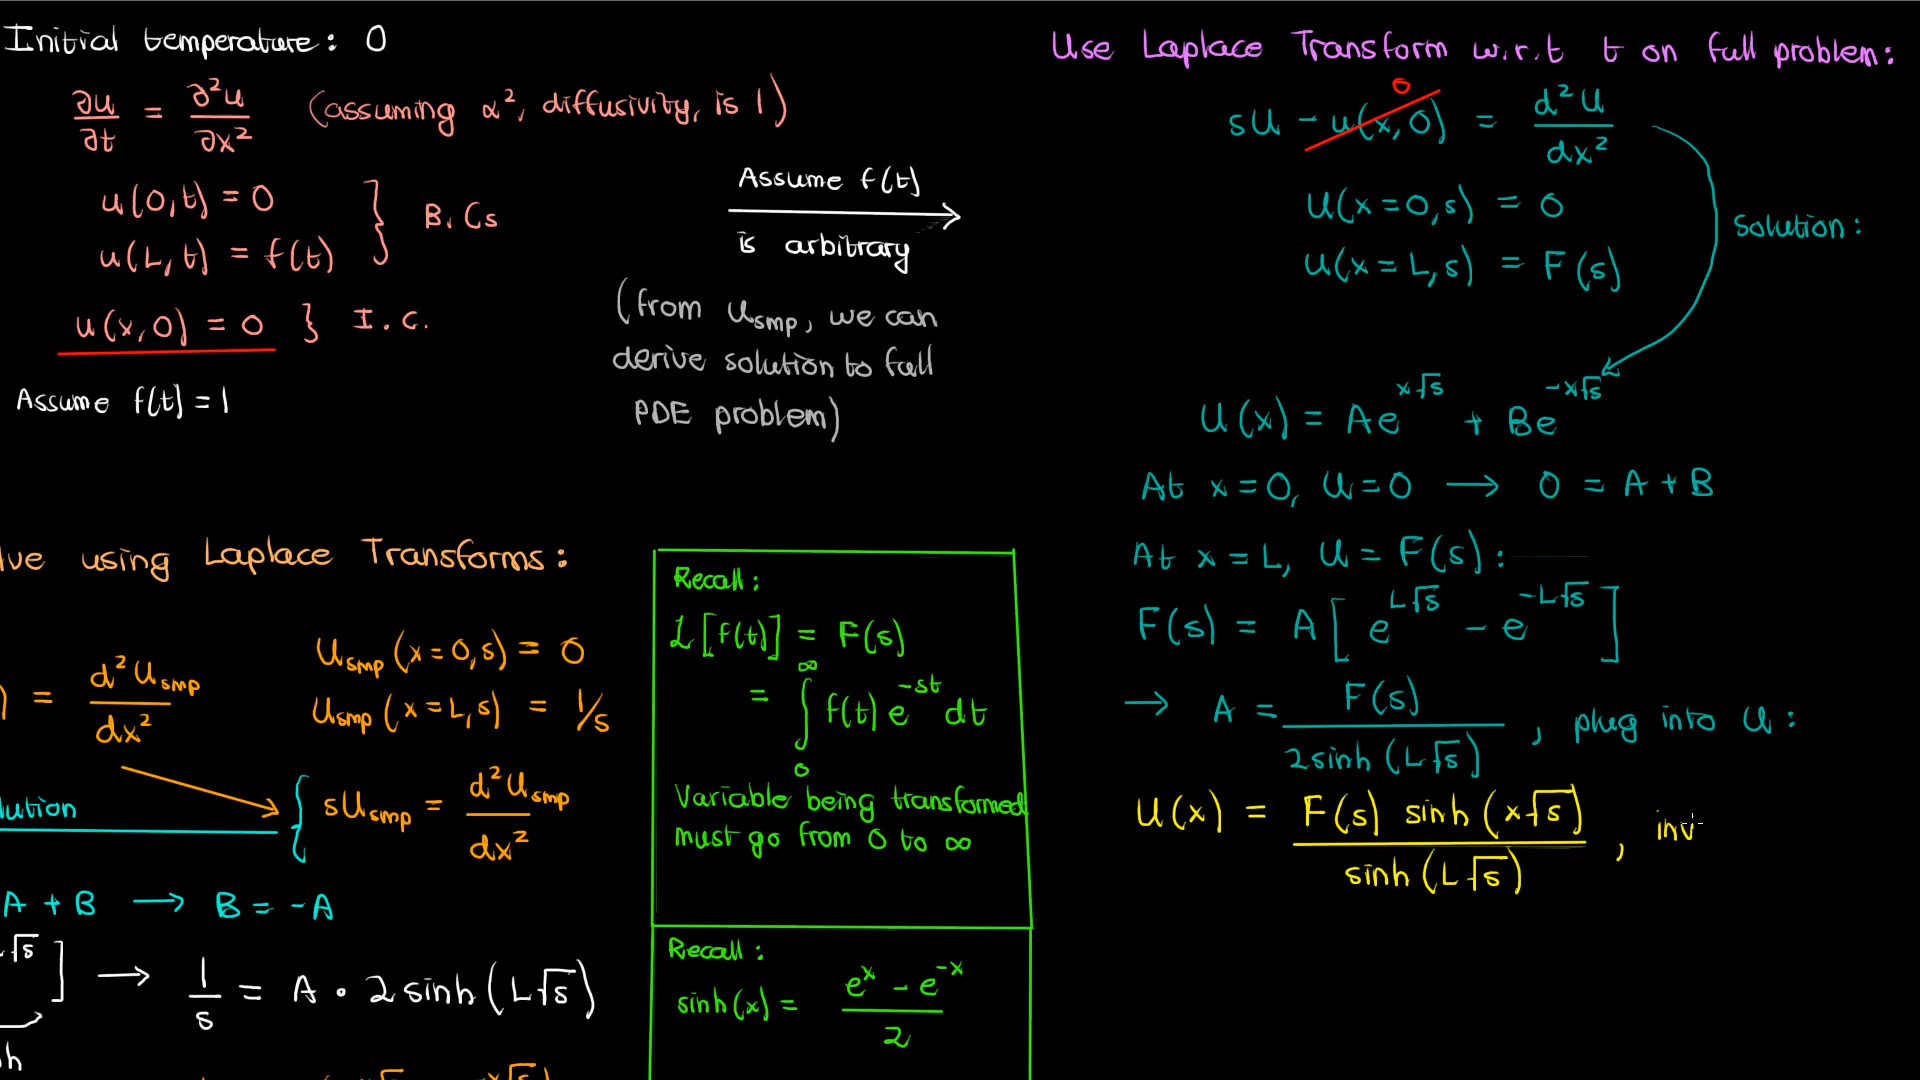 Initial temperature: 0
∂u/∂t = ∂²u/∂x² (assuming α², diffusivity, is 1)
u(0,t) = 0
u(L,t) = f(t) } B.Cs
u(x,0) = 0 } I.C.
Assume f(t) = 1
Assume f(t)
is arbitrary
(from u_smp, we can
derive solution to full
PDE problem)
lve using Laplace Transforms:
) = d²U_smp/dx²
U_smp(x=0,s) = 0
U_smp(x=L,s) = 1/s
lution
{ sU_smp = d²U_smp/dx²
A + B → B = -A
√s ] → 1/s = A · 2 sinh(L√s)
h
Recall:
L[f(t)] = F(s)
= ∫₀^∞ f(t) e^(-st) dt
Variable being transformed
must go from 0 to ∞
Recall:
sinh(x) = (e^x - e^(-x))/2
Use Laplace Transform w.r.t t on full problem:
sU - u(x,0) = d²U/dx²
0
U(x=0,s) = 0
U(x=L,s) = F(s)
Solution:
U(x) = Ae^(x√s) + Be^(-x√s)
At x=0, U=0 → 0 = A + B
At x=L, U = F(s):
F(s) = A[e^(L√s) - e^(-L√s)]
→ A = F(s)/(2sinh(L√s)), plug into U:
U(x) = F(s) sinh(x√s)/sinh(L√s), inv